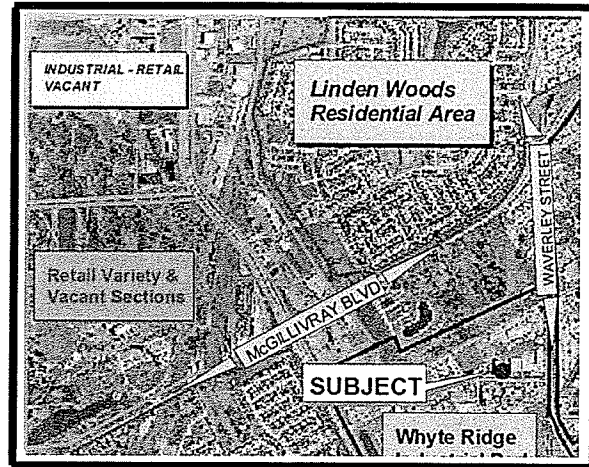 INDUSTRIAL - RETAIL
VACANT
Linden Woods
Residential Area
WAVERLEY STREET
Retail Variety &
Vacant Sections
McGILLIVRAY BLVD.
SUBJECT
Whyte Ridge